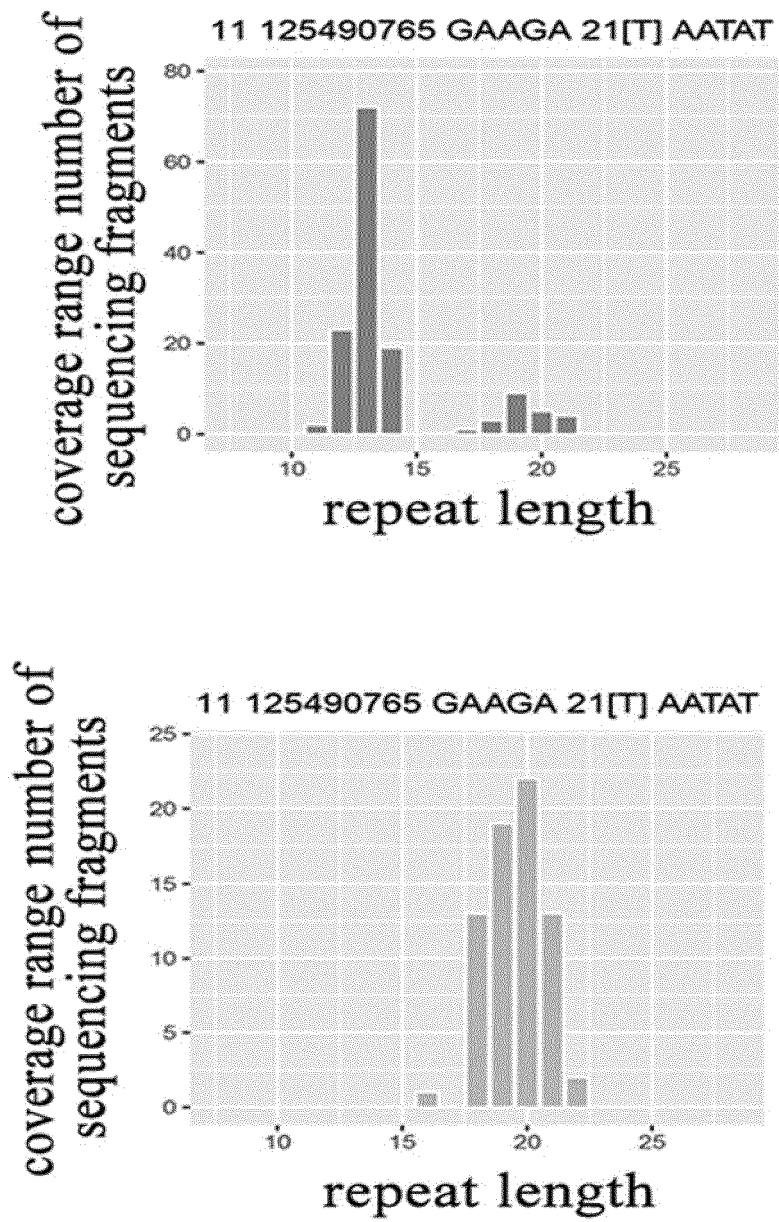 11 125490765 GAAGA 21[T] AATAT
coverage range number of
sequencing fragments
80
60
40
20
0
10 15 20 25
repeat length
11 125490765 GAAGA 21[T] AATAT
coverage range number of
sequencing fragments
25
20
15
10
5
0
10 15 20 25
repeat length